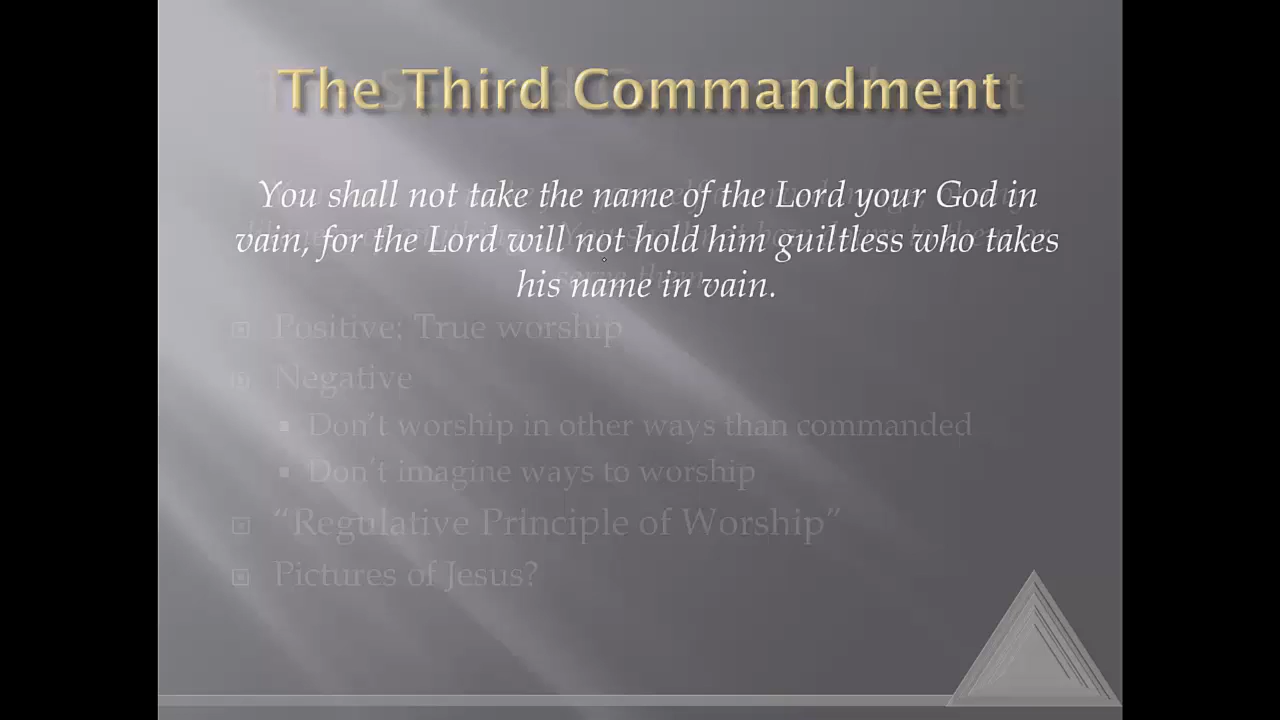 The Third Commandment
You shall not take the name of the Lord your God in
vain, for the Lord will not hold him guiltless who takes
his name in vain.
Positive: True worship
Negative
Don't worship in other ways than commanded
Don't imagine ways to worship
“Regulative Principle of Worship”
Pictures of Jesus?